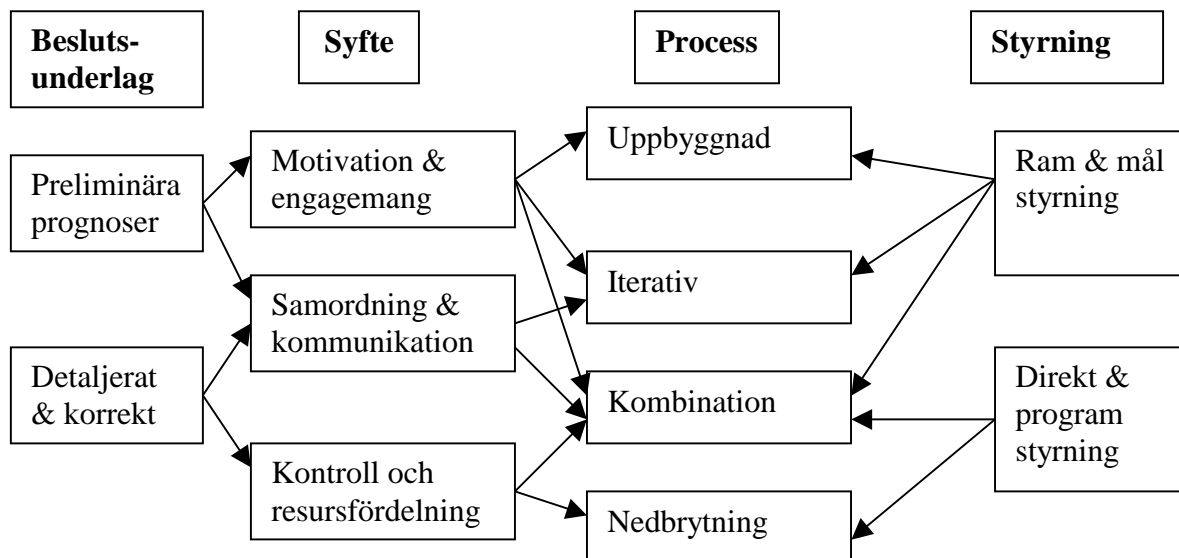 Besluts-
underlag
Syfte
Process
Styrning
Preliminära
prognoser
Detaljerat
& korrekt
Motivation &
engagemang
Samordning &
kommunikation
Kontroll och
resursfördelning
Uppbyggnad
Iterativ
Kombination
Nedbrytning
Ram & mål
styrning
Direkt &
program
styrning